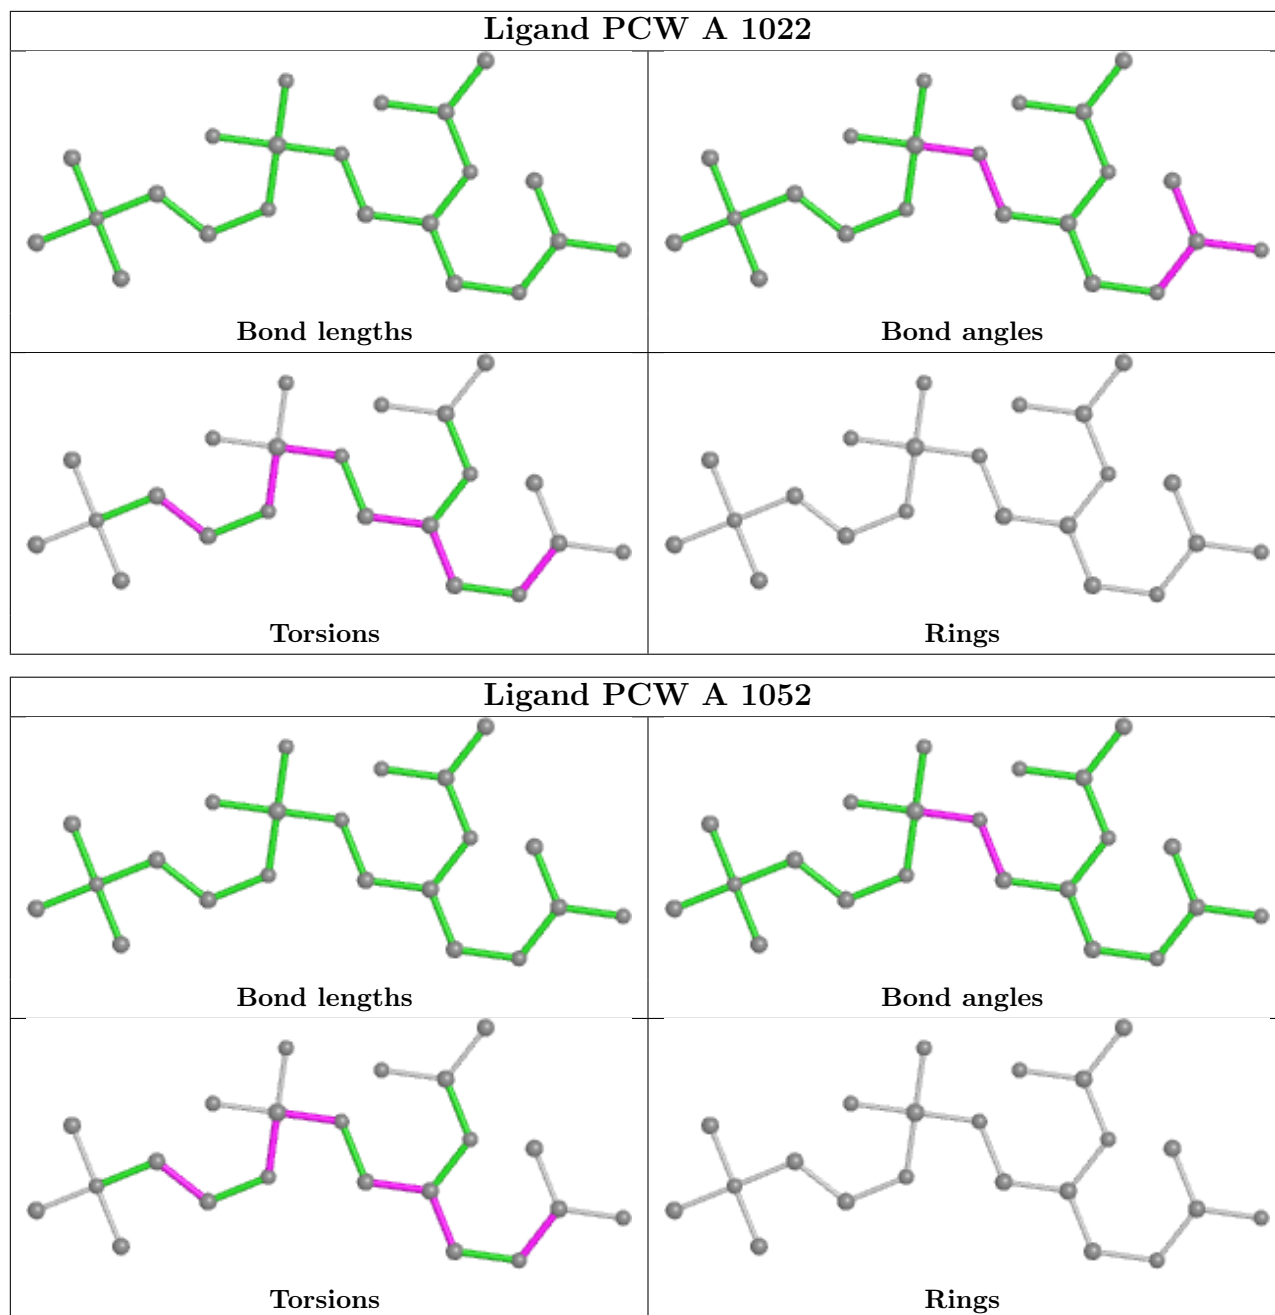 Ligand PCW A 1022
Bond lengths
Bond angles
Torsions
Rings
Ligand PCW A 1052
Bond lengths
Bond angles
Torsions
Rings